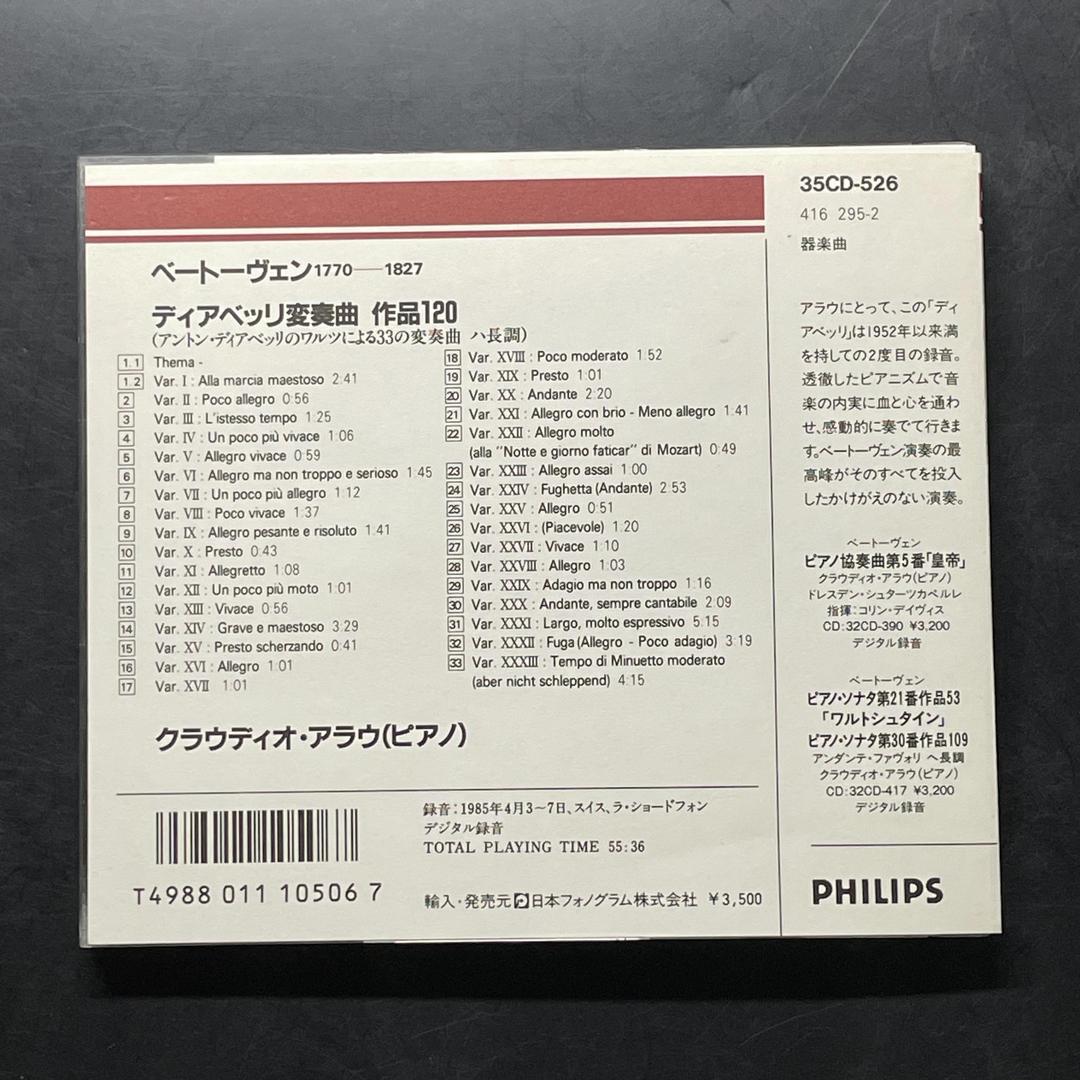 ベートーヴェン1770——1827
ディアベッリ変奏曲 作品120
(アントン・ディアベッリのワルツによる33の変奏曲 ハ長調)
1.1 Thema -
1.2 Var. I : Alla marcia maestoso 2:41
2 Var. II : Poco allegro 0:56
3 Var. III : L'istesso tempo 1:25
4 Var. IV : Un poco più vivace 1:06
5 Var. V : Allegro vivace 0:59
6 Var. VI : Allegro ma non troppo e serioso 1:45
7 Var. VII : Un poco più allegro 1:12
8 Var. VIII : Poco vivace 1:37
9 Var. IX : Allegro pesante e risoluto 1:41
10 Var. X : Presto 0:43
11 Var. XI : Allegretto 1:08
12 Var. XII : Un poco più moto 1:01
13 Var. XIII : Vivace 0:56
14 Var. XIV : Grave e maestoso 3:29
15 Var. XV : Presto scherzando 0:41
16 Var. XVI : Allegro 1:01
17 Var. XVII 1:01
18 Var. XVIII : Poco moderato 1:52
19 Var. XIX : Presto 1:01
20 Var. XX : Andante 2:20
21 Var. XXI : Allegro con brio - Meno allegro 1:41
22 Var. XXII : Allegro molto
(alla "Notte e giorno faticar" di Mozart) 0:49
23 Var. XXIII : Allegro assai 1:00
24 Var. XXIV : Fughetta (Andante) 2:53
25 Var. XXV : Allegro 0:51
26 Var. XXVI : (Piacevole) 1:20
27 Var. XXVII : Vivace 1:10
28 Var. XXVIII : Allegro 1:03
29 Var. XXIX : Adagio ma non troppo 1:16
30 Var. XXX : Andante, sempre cantabile 2:09
31 Var. XXXI : Largo, molto espressivo 5:15
32 Var. XXXII : Fuga (Allegro - Poco adagio) 3:19
33 Var. XXXIII : Tempo di Minuetto moderato
(aber nicht schleppend) 4:15
クラウディオ・アラウ(ピアノ)
録音:1985年4月3〜7日、スイス、ラ・ショードフォン
デジタル録音
TOTAL PLAYING TIME 55:36
T4988 011 10506 7
輸入・発売元 日本フォノグラム株式会社 ¥3,500
35CD-526
416 295-2
器楽曲
アラウにとって、この「ディ
アベッリ」は1952年以来満
を持しての2度目の録音。
透徹したピアニズムで音
楽の内実に血と心を通わ
せ、感動的に奏でて行きま
す。ベートーヴェン演奏の最
高峰がそのすべてを投入
したかけがえのない演奏。
ベートーヴェン
ピアノ協奏曲第5番「皇帝」
クラウディオ・アラウ(ピアノ)
ドレスデン・シュターツカペルレ
指揮:コリン・デイヴィス
CD:32CD-390 ¥3,200
デジタル録音
ベートーヴェン
ピアノ・ソナタ第21番作品53
「ワルトシュタイン」
ピアノ・ソナタ第30番作品109
アンダンテ・ファヴォリ ヘ長調
クラウディオ・アラウ(ピアノ)
CD:32CD-417 ¥3,200
デジタル録音
PHILIPS